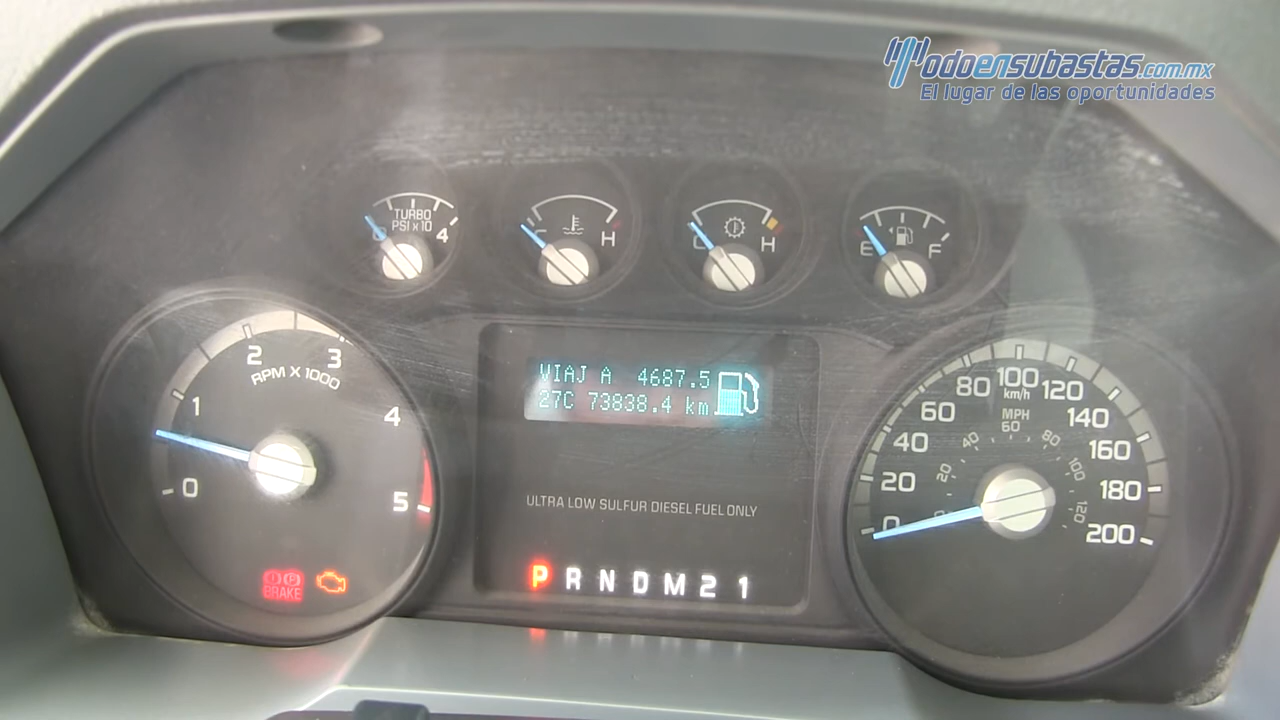 Todoensubastas.com.mx
El lugar de las oportunidades
TURBO
PSI x 10
0 4
C H
C H
E F
0 1 2 3 4 5
RPM X 1000
VIAJ A 4687.5
27C 73838.4 km
ULTRA LOW SULFUR DIESEL FUEL ONLY
P R N D M 2 1
BRAKE
0 20 40 60 80 100 120 140 160 180 200
km/h
MPH
20 40 60 80 100 120